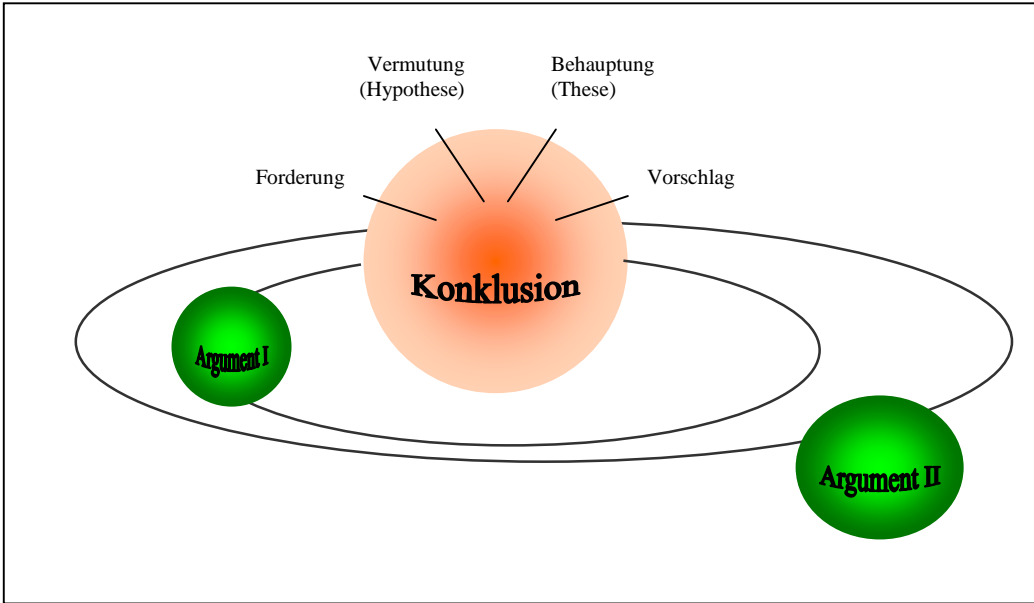 Vermutung
(Hypothese)
Behauptung
(These)
Forderung
Vorschlag
Konklusion
Argument I
Argument II